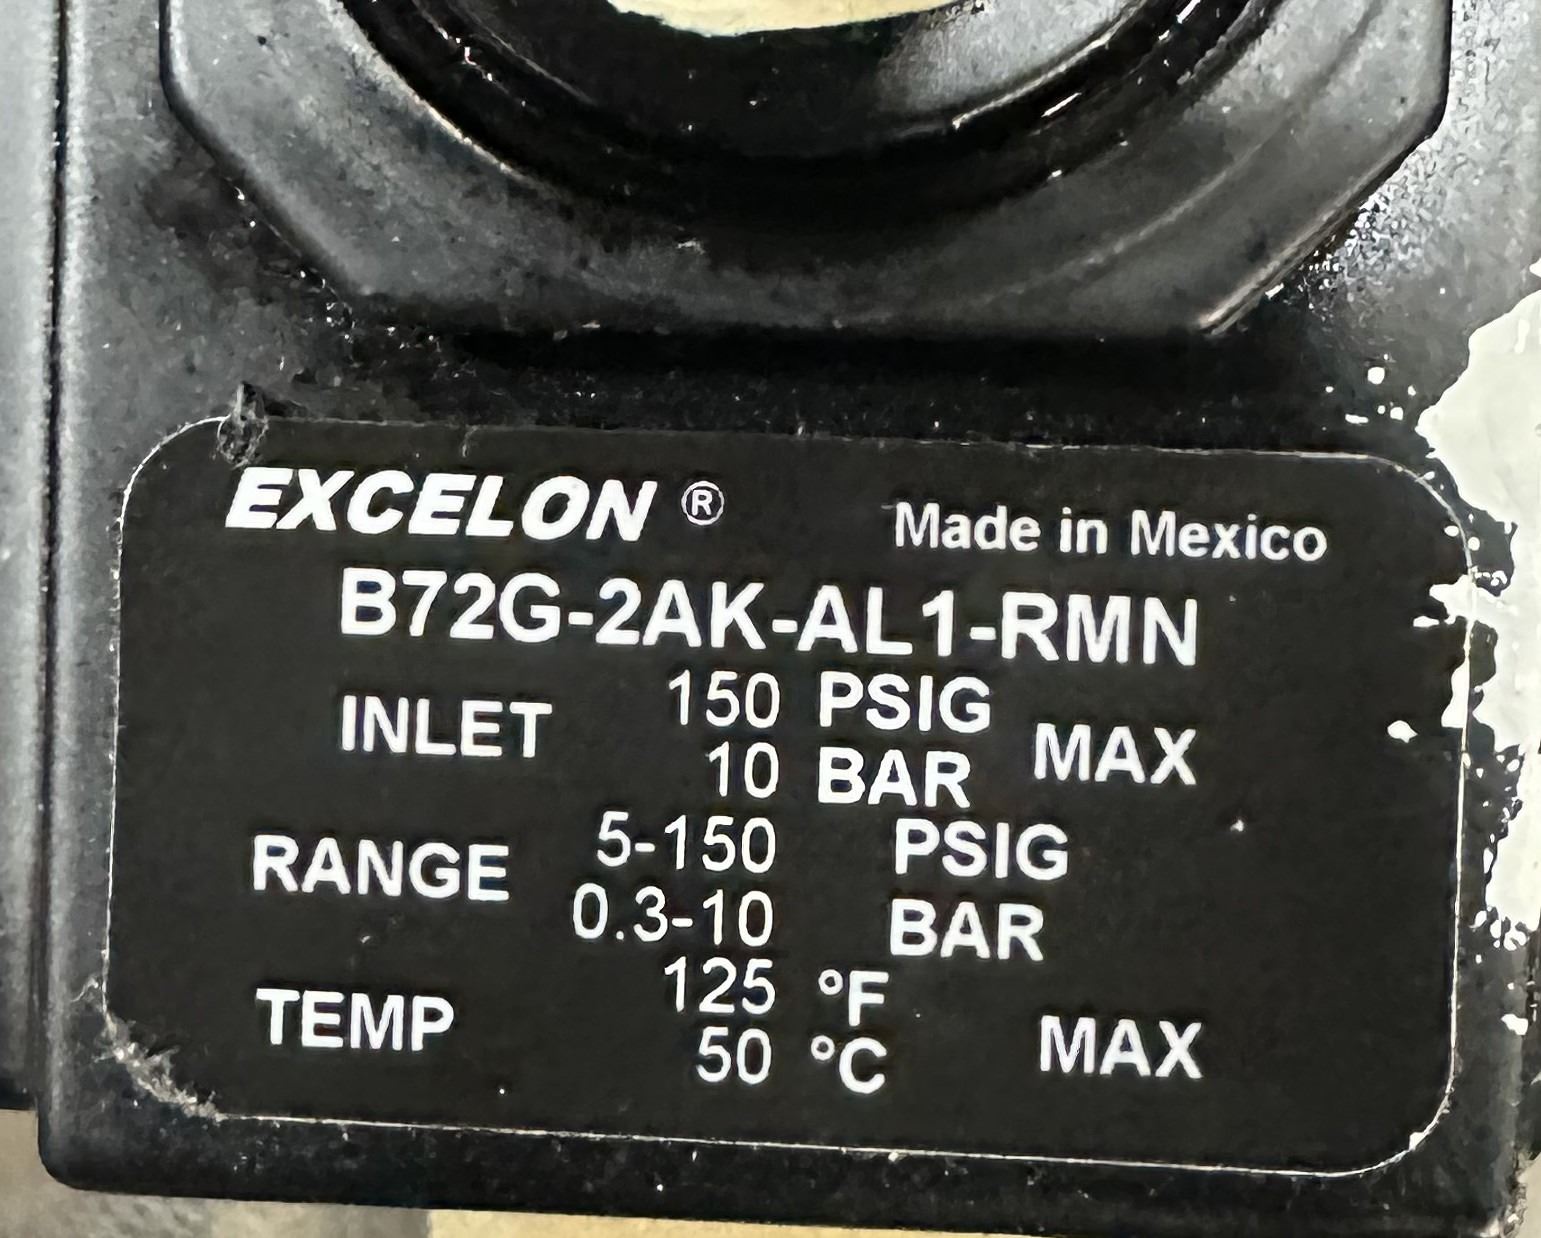 EXCELON ® Made in Mexico
B72G-2AK-AL1-RMN
INLET 150 PSIG MAX
10 BAR
RANGE 5-150 PSIG
0.3-10 BAR
TEMP 125 °F MAX
50 °C